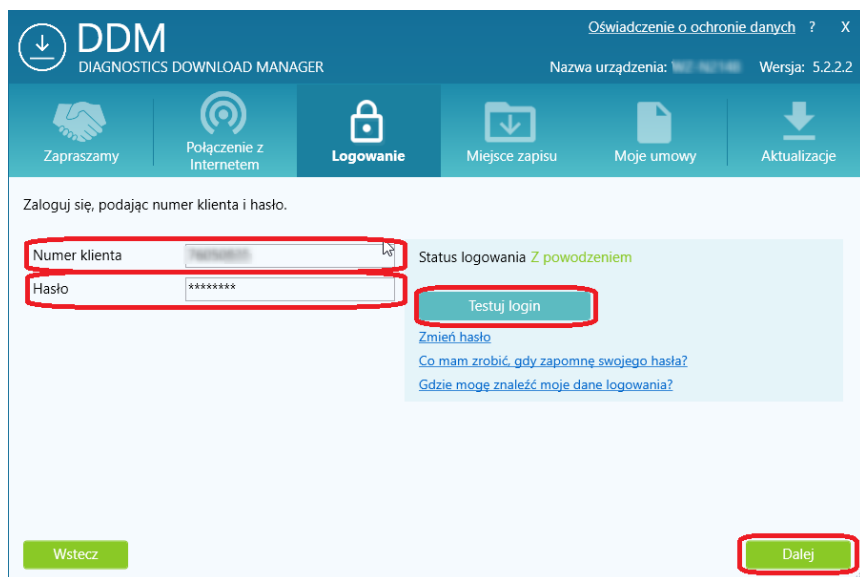 Oświadczenie o ochronie danych ? X
DDM
DIAGNOSTICS DOWNLOAD MANAGER
Nazwa urządzenia: Wersja: 5.2.2.2
Zapraszamy
Połączenie z Internetem
Logowanie
Miejsce zapisu
Moje umowy
Aktualizacje
Zaloguj się, podając numer klienta i hasło.
Numer klienta
Hasło ********
Status logowania Z powodzeniem
Testuj login
Zmień hasło
Co mam zrobić, gdy zapomnę swojego hasła?
Gdzie mogę znaleźć moje dane logowania?
Wstecz
Dalej